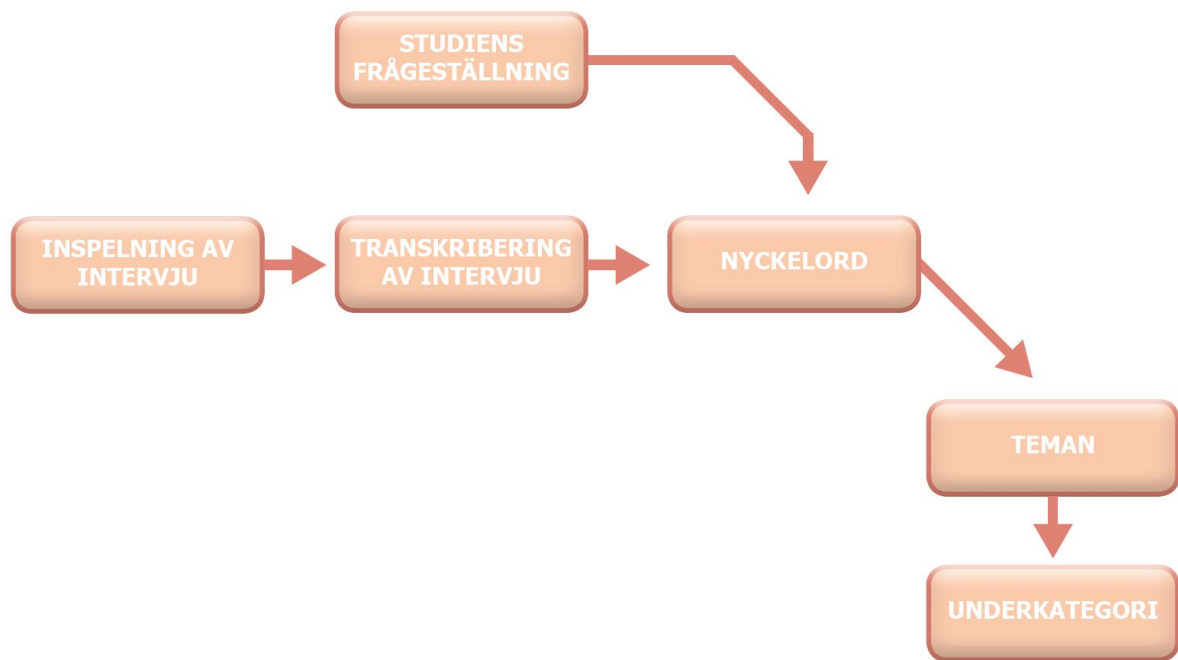 STUDIENS
FRÅGESTÄLLNING
INSPELNING AV
INTERVJU
TRANSKRIBERING
AV INTERVJU
NYCKELORD
TEMAN
UNDERKATEGORI